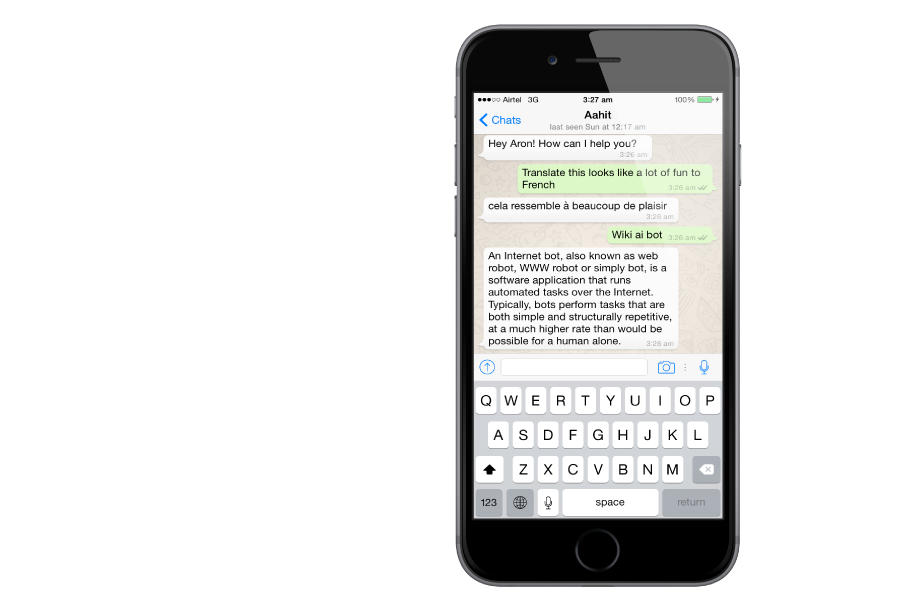 Airtel 3G 3:27 am 100%
Chats Aahit
last seen Sun at 12:17 am
Hey Aron! How can I help you?
3:26 am
Translate this looks like a lot of fun to
French 3:26 am
cela ressemble à beaucoup de plaisir
3:26 am
Wiki ai bot 3:26 am
An Internet bot, also known as web
robot, WWW robot or simply bot, is a
software application that runs
automated tasks over the Internet.
Typically, bots perform tasks that are
both simple and structurally repetitive,
at a much higher rate than would be
possible for a human alone. 3:26 am
Q W E R T Y U I O P
A S D F G H J K L
Z X C V B N M
123 space return